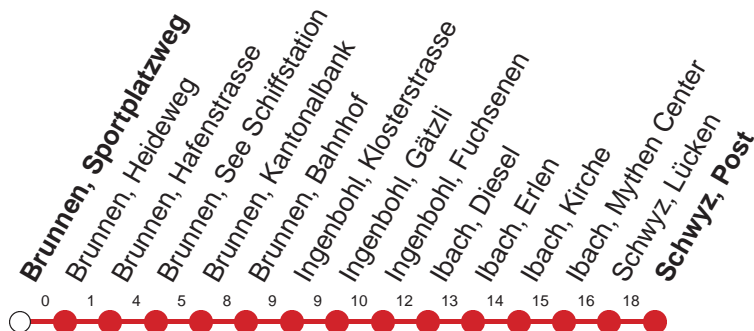 Brunnen, Sportplatzweg
Brunnen, Heideweg
Brunnen, Hafenstrasse
Brunnen, See Schiffstation
Brunnen, Kantonalbank
Brunnen, Bahnhof
Ingenbohl, Klosterstrasse
Ingenbohl, Gätzli
Ingenbohl, Fuchsenen
Ibach, Diesel
Ibach, Erlen
Ibach, Kirche
Ibach, Mythen Center
Schwyz, Lücken
Schwyz, Post
0 1 4 5 8 9 9 10 12 13 14 15 16 18